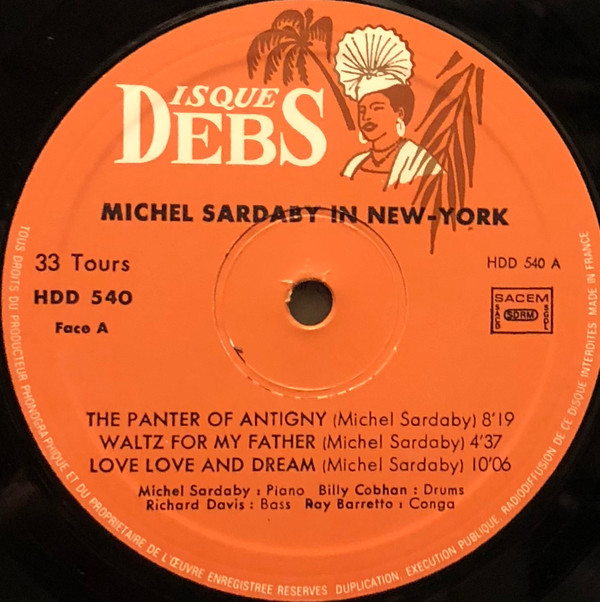 DISQUE
DEBS
MICHEL SARDABY IN NEW-YORK
33 Tours
HDD 540 A
HDD 540
Face A
SACEM
SACD
SDRM
SGDL
THE PANTER OF ANTIGNY (Michel Sardaby) 8'19
WALTZ FOR MY FATHER (Michel Sardaby) 4'37
LOVE LOVE AND DREAM (Michel Sardaby) 10'06
Michel Sardaby : Piano Billy Cobhan : Drums
Richard Davis : Bass Ray Barretto : Conga
TOUS DROITS DU PRODUCTEUR PHONOGRAPHIQUE ET DU PROPRIETAIRE DE L'ŒUVRE ENREGISTREE RESERVES DUPLICATION, EXECUTION PUBLIQUE, RADIODIFFUSION DE CE DISQUE INTERDITES MADE IN FRANCE